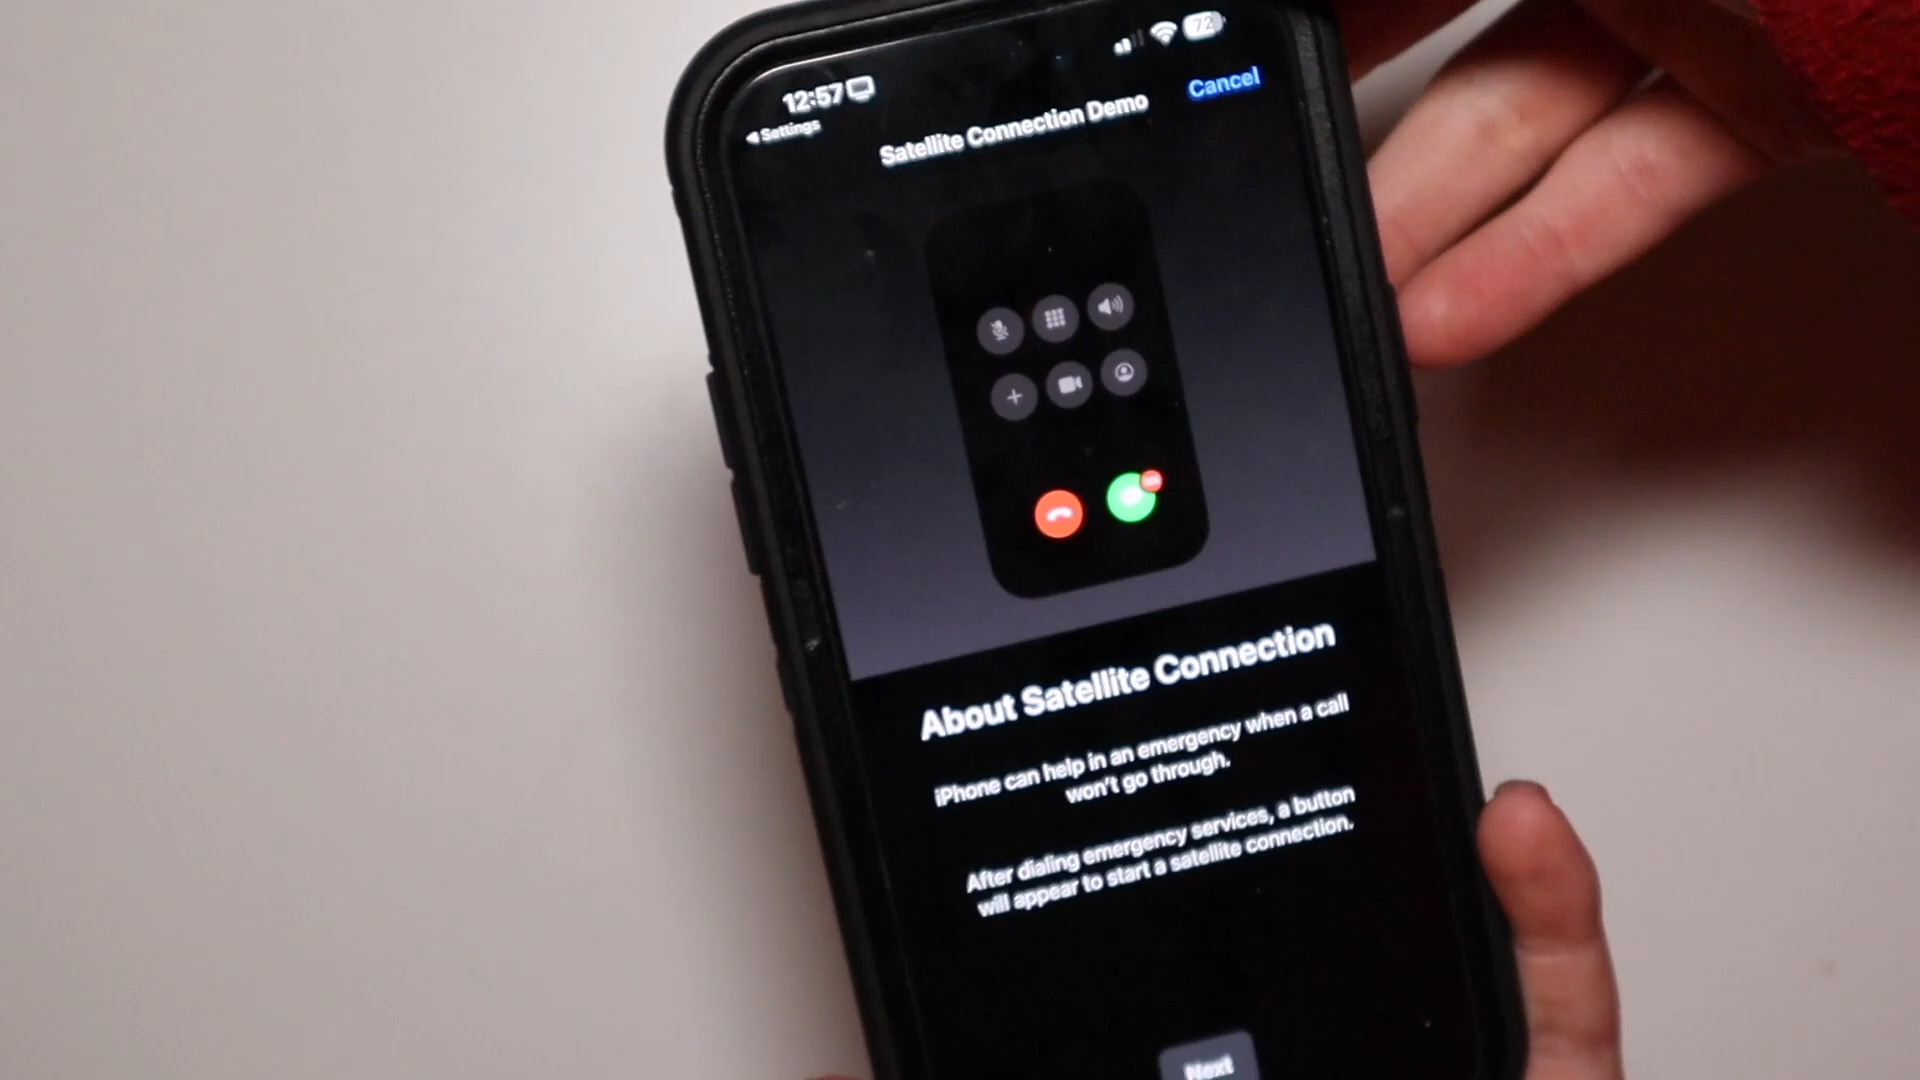 12:57
72
Settings
Cancel
Satellite Connection Demo
About Satellite Connection
iPhone can help in an emergency when a call
won't go through.
After dialing emergency services, a button
will appear to start a satellite connection.
Next